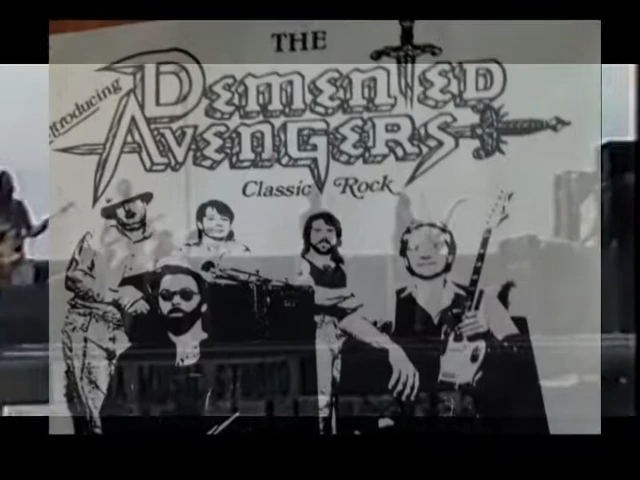 THE
Introducing
Demented
Avengers
Classic Rock